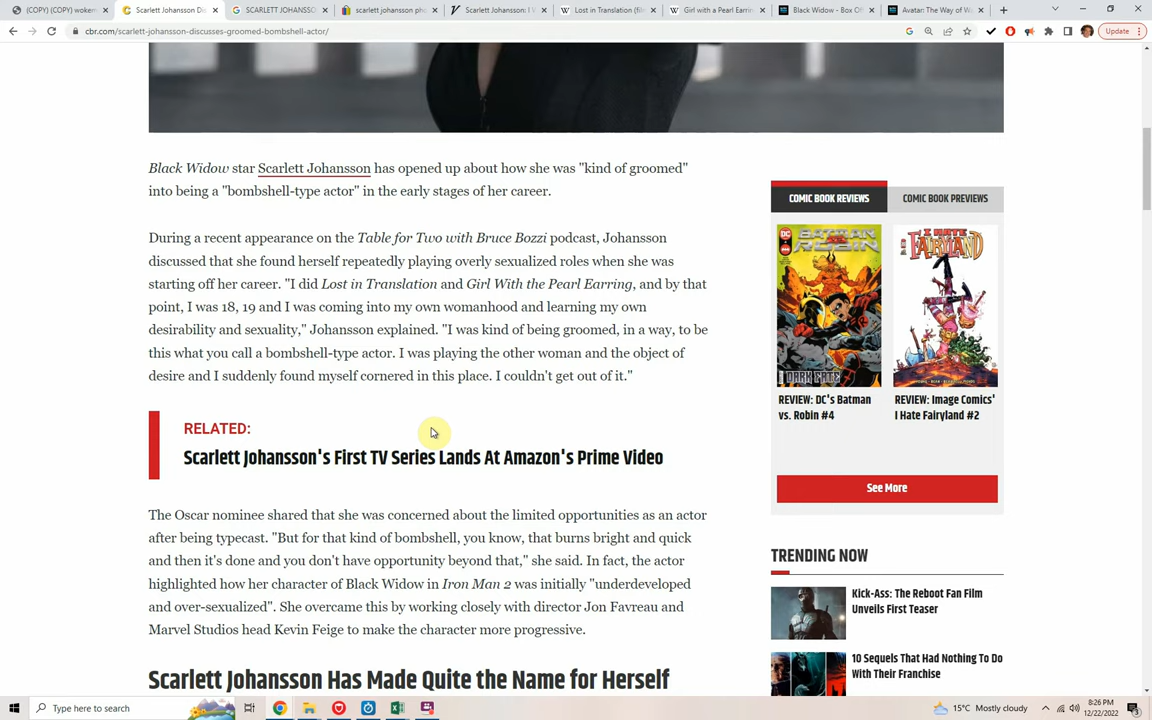 (COPY) (COPY) wokem
Scarlett Johansson Di
SCARLETT JOHANSSO
scarlett johansson ph
Scarlett Johansson: I W
Lost in Translation (fil
Girl with a Pearl Earrin
Black Widow - Box Of
Avatar: The Way of W
cbr.com/scarlett-johansson-discusses-groomed-bombshell-actor/
Update
Black Widow star Scarlett Johansson has opened up about how she was "kind of groomed"
into being a "bombshell-type actor" in the early stages of her career.
During a recent appearance on the Table for Two with Bruce Bozzi podcast, Johansson
discussed that she found herself repeatedly playing overly sexualized roles when she was
starting off her career. "I did Lost in Translation and Girl With the Pearl Earring, and by that
point, I was 18, 19 and I was coming into my own womanhood and learning my own
desirability and sexuality," Johansson explained. "I was kind of being groomed, in a way, to be
this what you call a bombshell-type actor. I was playing the other woman and the object of
desire and I suddenly found myself cornered in this place. I couldn't get out of it."
RELATED:
Scarlett Johansson's First TV Series Lands At Amazon's Prime Video
The Oscar nominee shared that she was concerned about the limited opportunities as an actor
after being typecast. "But for that kind of bombshell, you know, that burns bright and quick
and then it's done and you don't have opportunity beyond that," she said. In fact, the actor
highlighted how her character of Black Widow in Iron Man 2 was initially "underdeveloped
and over-sexualized". She overcame this by working closely with director Jon Favreau and
Marvel Studios head Kevin Feige to make the character more progressive.
Scarlett Johansson Has Made Quite the Name for Herself
COMIC BOOK REVIEWS
COMIC BOOK PREVIEWS
BATMAN
ROBIN
DARK FATE
I HATE
FAIRYLAND
REVIEW: DC's Batman
vs. Robin #4
REVIEW: Image Comics'
I Hate Fairyland #2
See More
TRENDING NOW
Kick-Ass: The Reboot Fan Film
Unveils First Teaser
10 Sequels That Had Nothing To Do
With Their Franchise
Type here to search
15°C Mostly cloudy
8:26 PM
12/22/2022